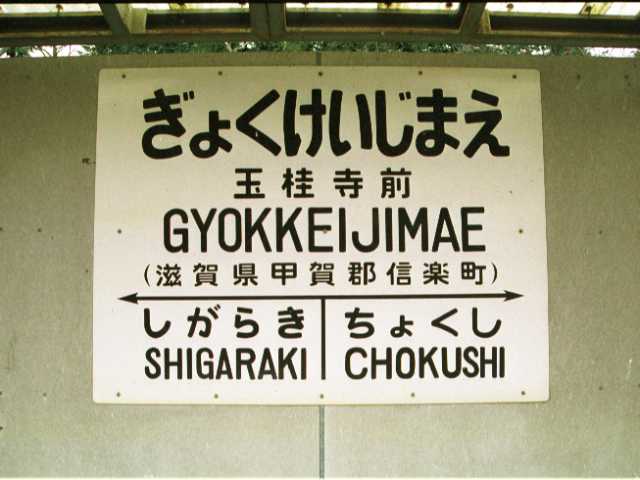 ぎょくけいじまえ
玉桂寺前
GYOKKEIJIMAE
(滋賀県甲賀郡信楽町)
しがらき ちょくし
SHIGARAKI CHOKUSHI